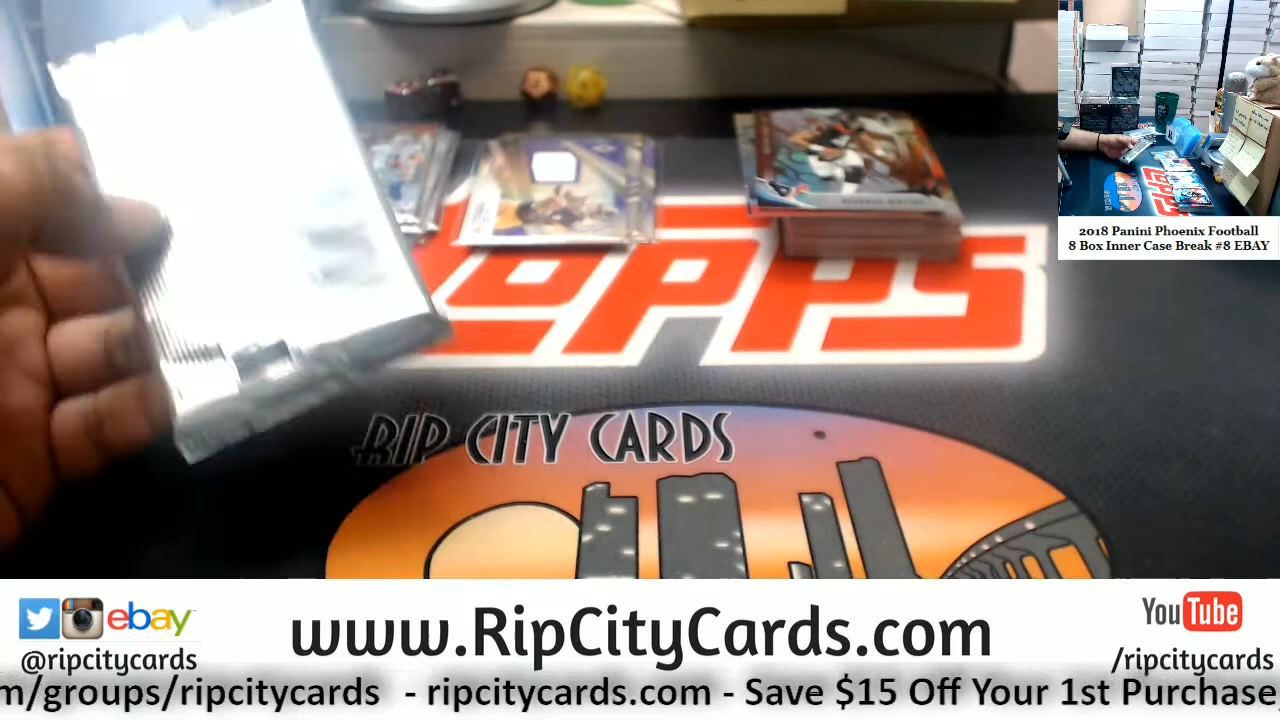 2018 Panini Phoenix Football
8 Box Inner Case Break #8 EBAY
TOPPS
RIP CITY CARDS
ebay
@ripcitycards
www.RipCityCards.com
YouTube
/ripcitycards
m/groups/ripcitycards - ripcitycards.com - Save $15 Off Your 1st Purchase